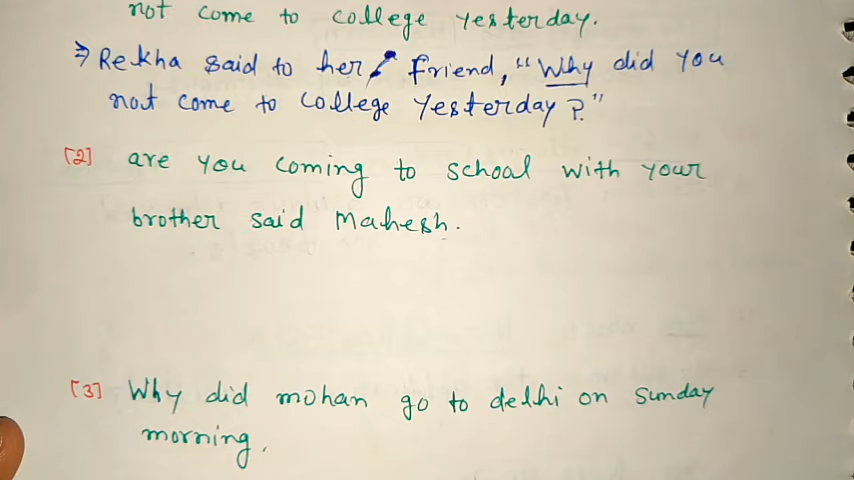 not come to college yesterday.
⇒ Rekha said to her friend, "Why did you
not come to college yesterday?."
[2] are you coming to school with your
brother said Mahesh.
[3] Why did mohan go to delhi on sunday
morning.